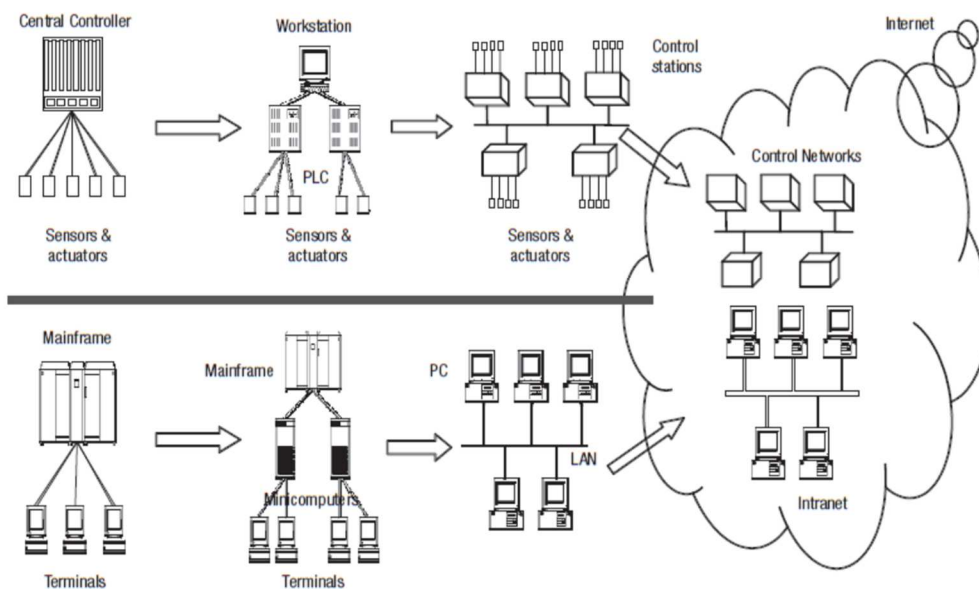 Central Controller
Workstation
Control
stations
Internet
Control Networks
PLC
Sensors &
actuators
Sensors &
actuators
Sensors &
actuators
Mainframe
Mainframe
PC
LAN
Minicomputers
Intranet
Terminals
Terminals